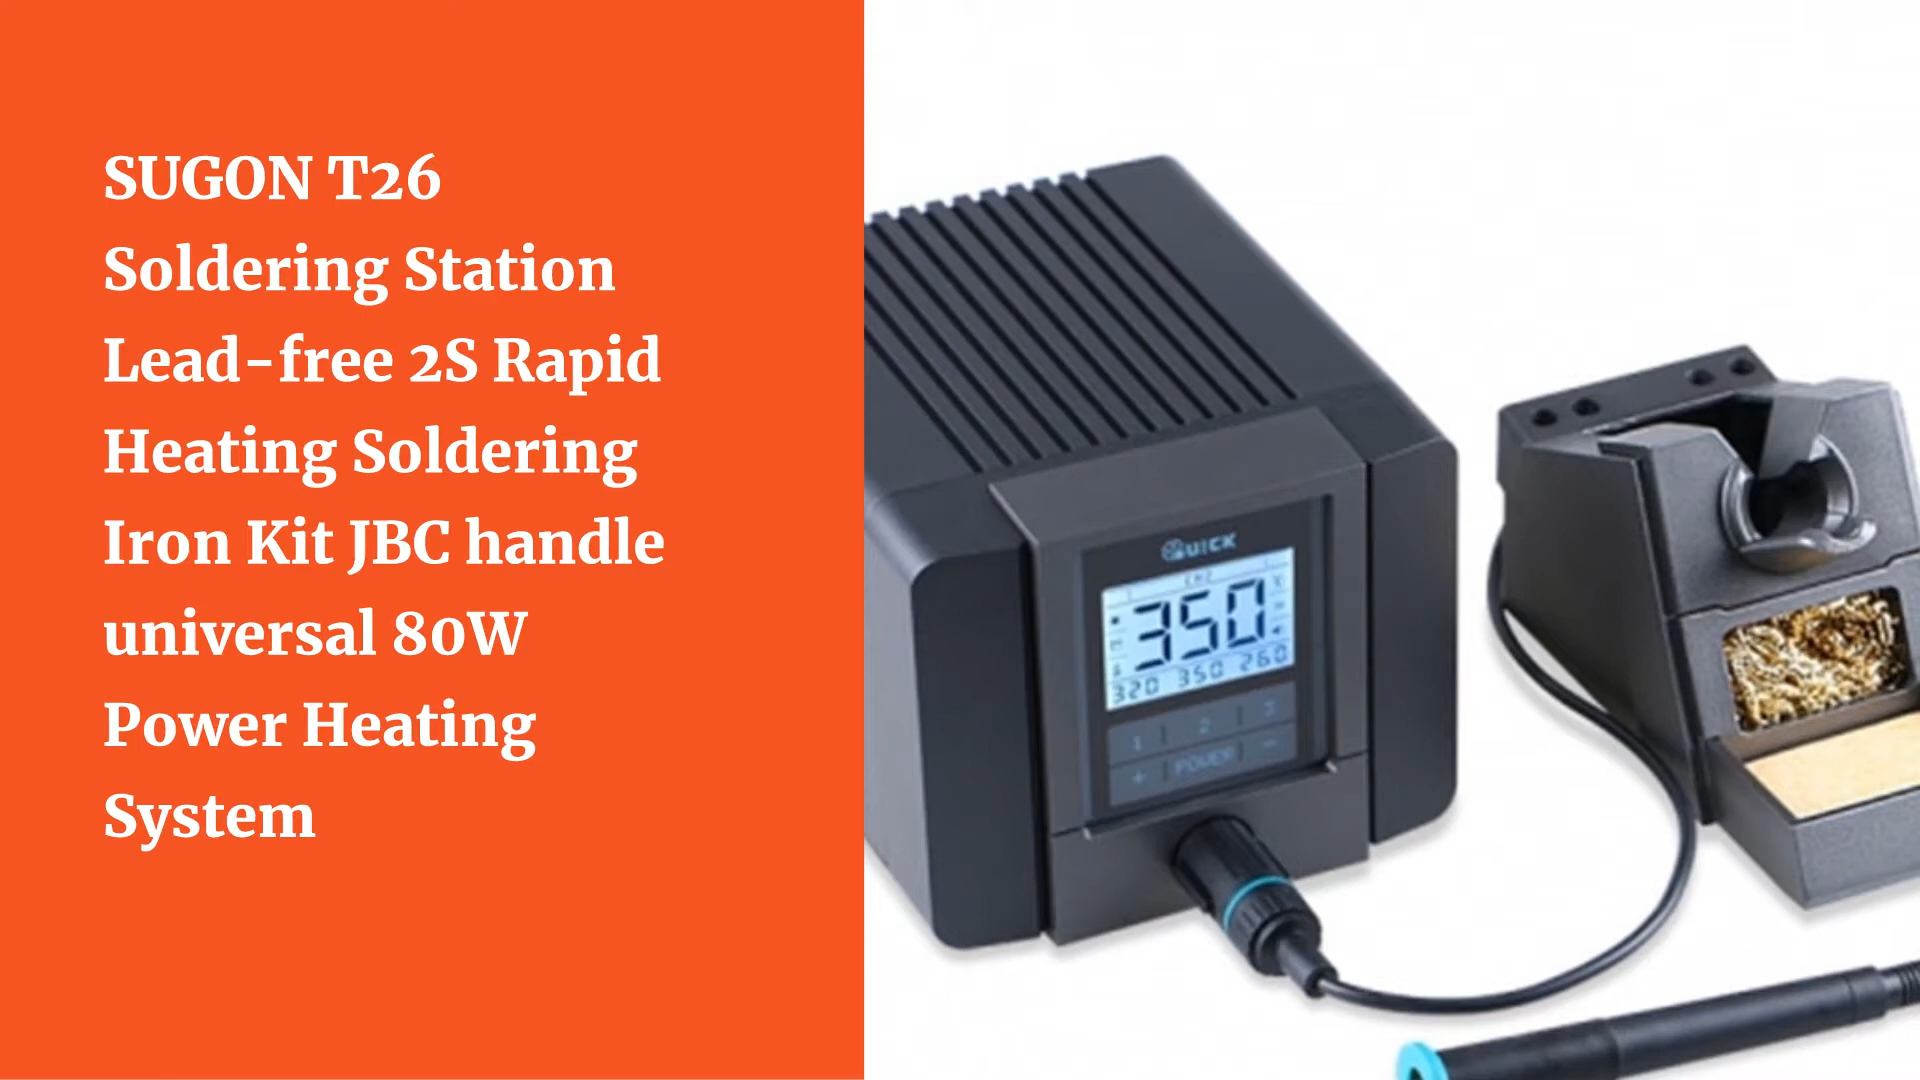 SUGON T26
Soldering Station
Lead-free 2S Rapid
Heating Soldering
Iron Kit JBC handle
universal 80W
Power Heating
System
QUICK
CH2
350
320 350 260
1 2 3
+ POWER -